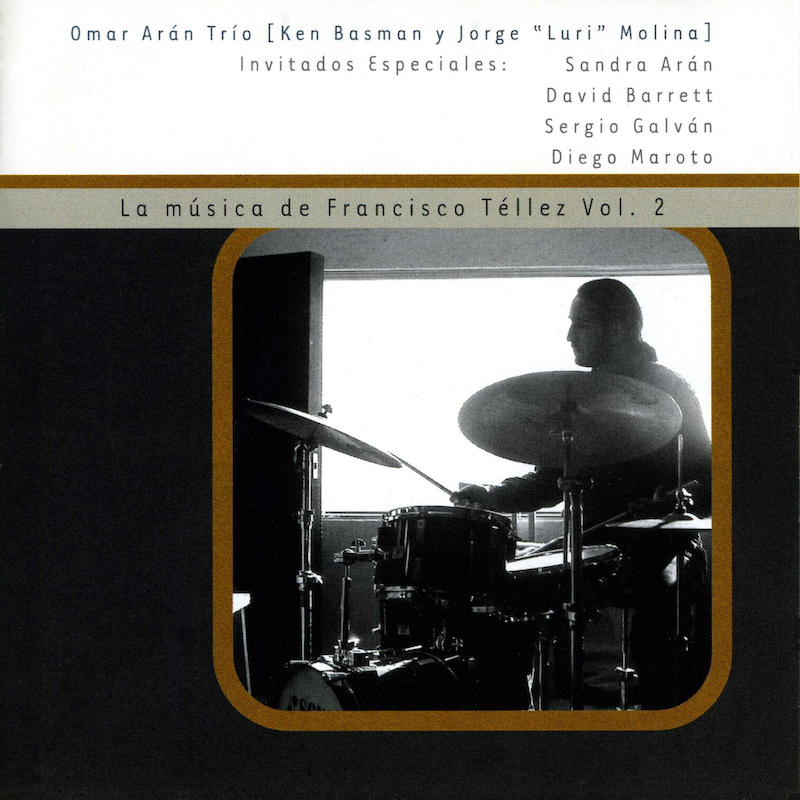 Omar Arán Trío [Ken Basman y Jorge “Luri” Molina]
Invitados Especiales: Sandra Arán
David Barrett
Sergio Galván
Diego Maroto
La música de Francisco Téllez Vol. 2